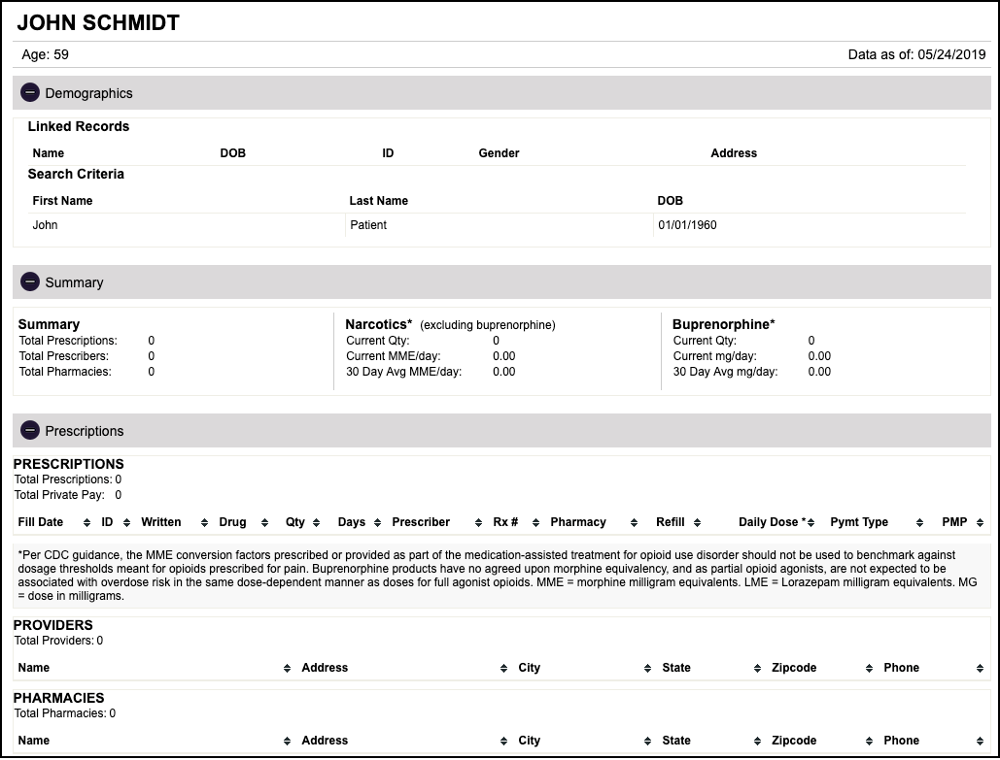 JOHN SCHMIDT
Age: 59 Data as of: 05/24/2019
Demographics
Linked Records
Name DOB ID Gender Address
Search Criteria
First Name Last Name DOB
John Patient 01/01/1960
Summary
Summary Narcotics* (excluding buprenorphine) Buprenorphine*
Total Prescriptions: 0 Current Qty: 0 Current Qty: 0
Total Prescribers: 0 Current MME/day: 0.00 Current mg/day: 0.00
Total Pharmacies: 0 30 Day Avg MME/day: 0.00 30 Day Avg mg/day: 0.00
Prescriptions
PRESCRIPTIONS
Total Prescriptions: 0
Total Private Pay: 0
Fill Date ID Written Drug Qty Days Prescriber Rx # Pharmacy Refill Daily Dose * Pymt Type PMP
*Per CDC guidance, the MME conversion factors prescribed or provided as part of the medication-assisted treatment for opioid use disorder should not be used to benchmark against
dosage thresholds meant for opioids prescribed for pain. Buprenorphine products have no agreed upon morphine equivalency, and as partial opioid agonists, are not expected to be
associated with overdose risk in the same dose-dependent manner as doses for full agonist opioids. MME = morphine milligram equivalents. LME = Lorazepam milligram equivalents. MG
= dose in milligrams.
PROVIDERS
Total Providers: 0
Name Address City State Zipcode Phone
PHARMACIES
Total Pharmacies: 0
Name Address City State Zipcode Phone